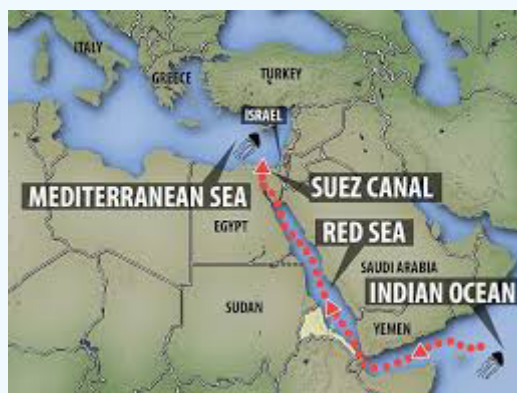 ITALY
GREECE
TURKEY
ISRAEL
MEDITERRANEAN SEA
SUEZ CANAL
EGYPT
RED SEA
SAUDI ARABIA
INDIAN OCEAN
SUDAN
YEMEN